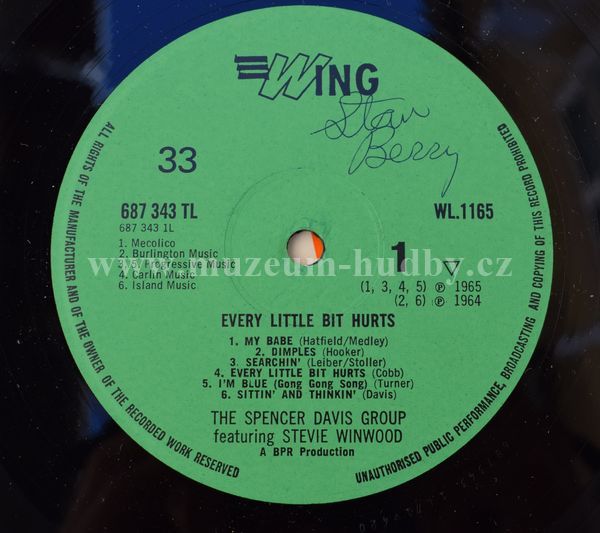 WING
Stan
Berry
33
687 343 TL
687 343 1L
WL.1165
1. Mecolico
2. Burlington Music
3. 5. Progressive Music
4. Carlin Music
6. Island Music
1
(1, 3, 4, 5) Ⓟ 1965
(2, 6) Ⓟ 1964
www.muzeum-hudby.cz
EVERY LITTLE BIT HURTS
1. MY BABE (Hatfield/Medley)
2. DIMPLES (Hooker)
3. SEARCHIN' (Leiber/Stoller)
4. EVERY LITTLE BIT HURTS (Cobb)
5. I'M BLUE (Gong Gong Song) (Turner)
6. SITTIN' AND THINKIN' (Davis)
THE SPENCER DAVIS GROUP
featuring STEVIE WINWOOD
A BPR Production
ALL RIGHTS OF THE MANUFACTURER AND OF THE OWNER OF THE RECORDED WORK RESERVED
UNAUTHORISED PUBLIC PERFORMANCE, BROADCASTING AND COPYING OF THIS RECORD PROHIBITED